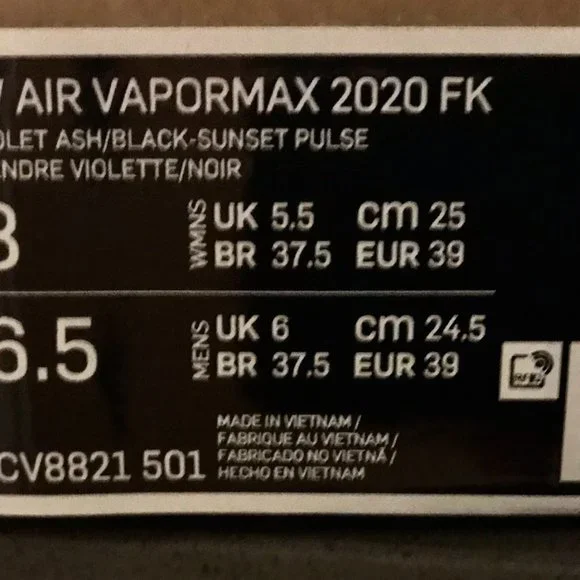 AIR VAPORMAX 2020 FK
LET ASH/BLACK-SUNSET PULSE
NDRE VIOLETTE/NOIR
8 WMNS UK 5.5 cm 25
BR 37.5 EUR 39
6.5 MENS UK 6 cm 24.5
BR 37.5 EUR 39
RFID
MADE IN VIETNAM /
FABRIQUE AU VIETNAM /
FABRICADO NO VIETNÃ /
HECHO EN VIETNAM
CV8821 501